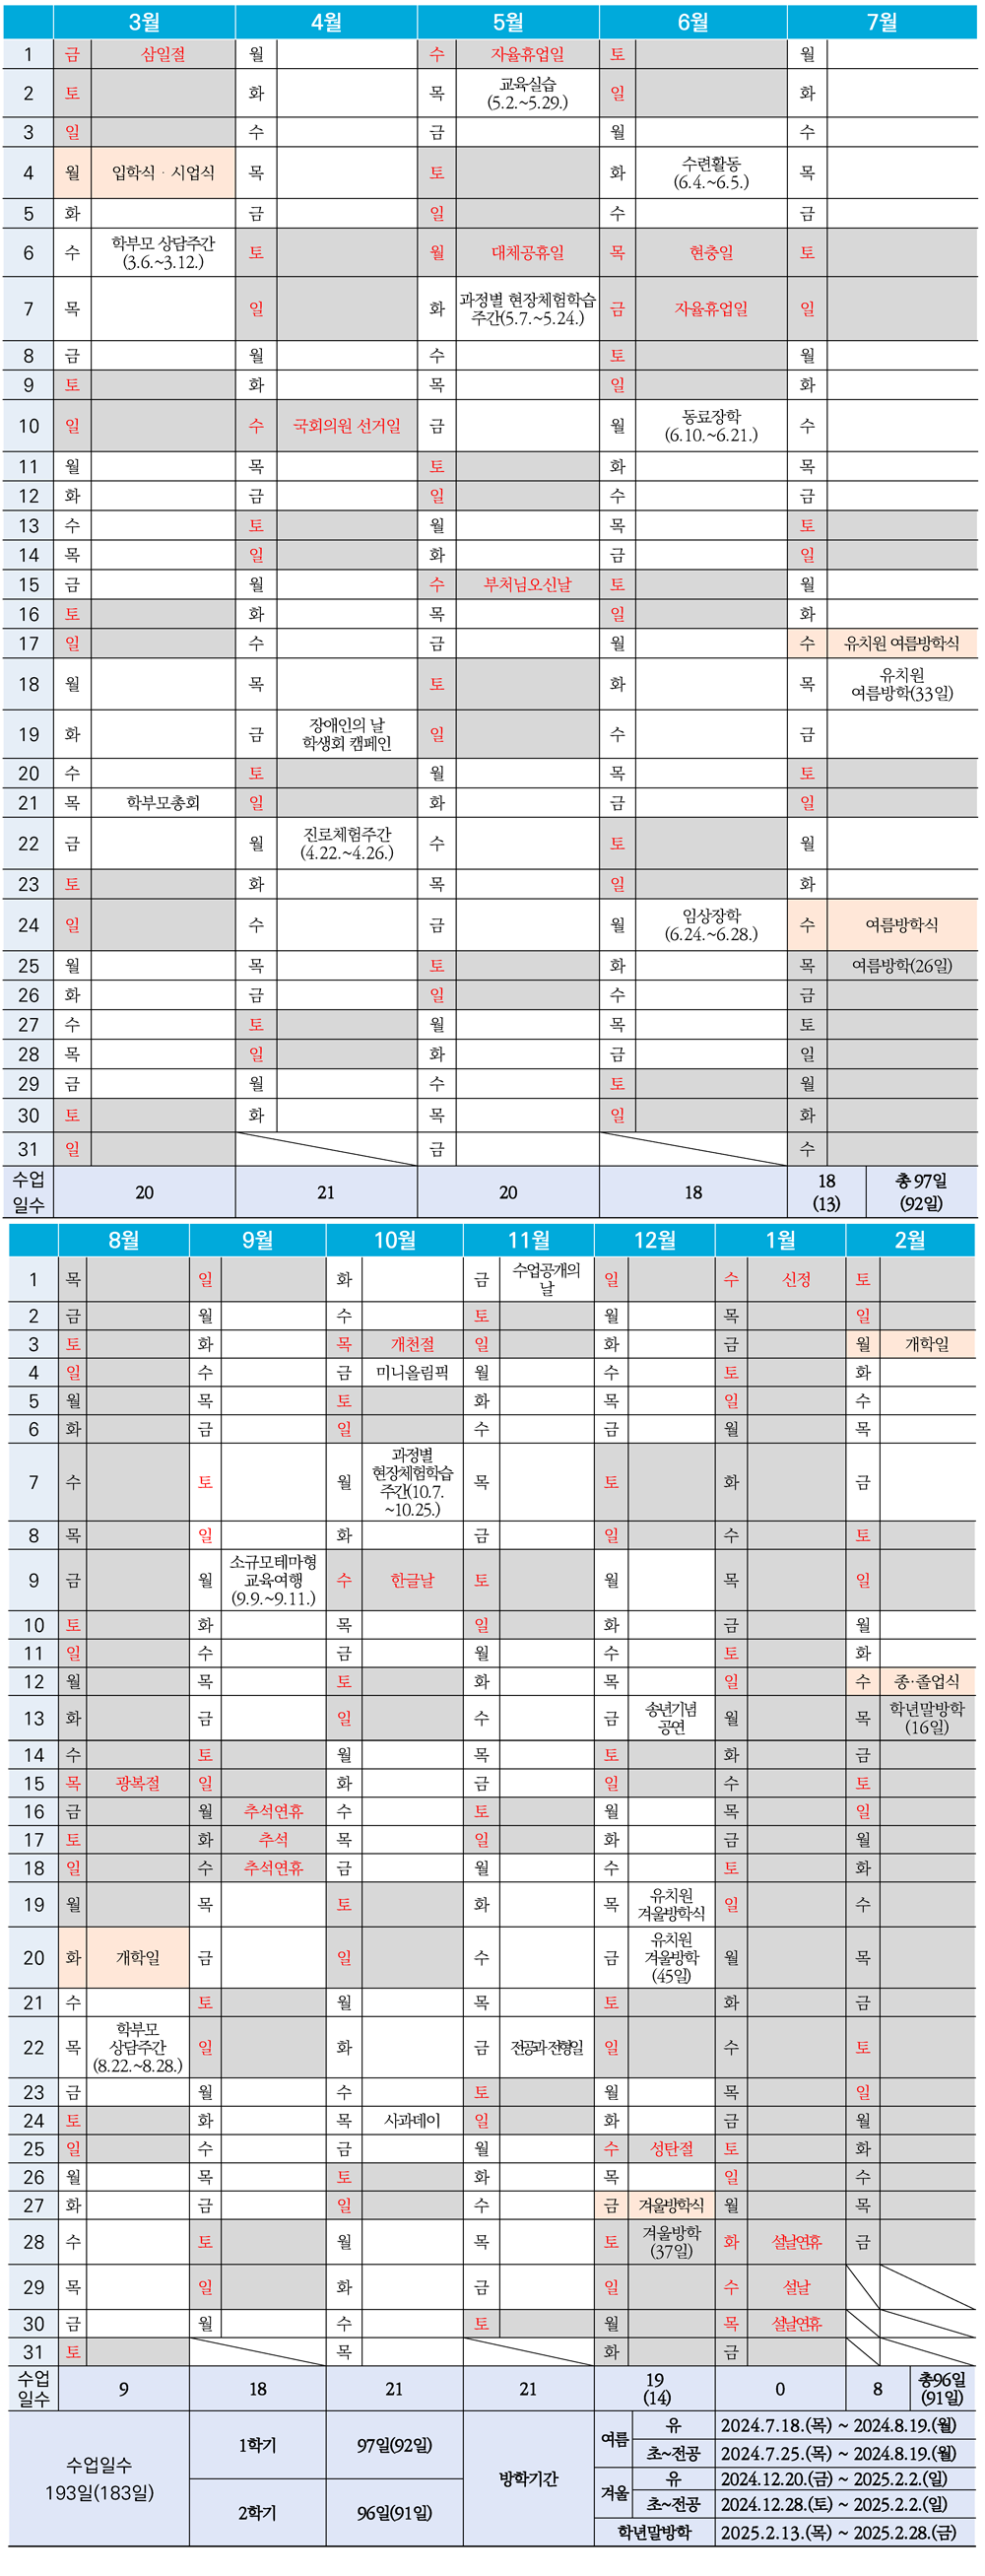 3월 4월 5월 6월 7월
1 금 삼일절 월 수 자율휴업일 토 월
2 토 화 목 교육실습 (5.2.~5.29.) 일 화
3 일 수 금 월 수
4 월 입학식 · 시업식 목 토 화 수련활동 (6.4.~6.5.) 목
5 화 금 일 수 금
6 수 학부모 상담주간 (3.6.~3.12.) 토 월 대체공휴일 목 현충일 토
7 목 일 화 과정별 현장체험학습 주간(5.7.~5.24.) 금 자율휴업일 일
8 금 월 수 토 월
9 토 화 목 일 화
10 일 수 국회의원 선거일 금 월 동료장학 (6.10.~6.21.) 수
11 월 목 토 화 목
12 화 금 일 수 금
13 수 토 월 목 토
14 목 일 화 금 일
15 금 월 수 부처님오신날 토 월
16 토 화 목 일 화
17 일 수 금 월 수 유치원 여름방학식
18 월 목 토 화 목 유치원 여름방학(33일)
19 화 금 장애인의 날 학생회 캠페인 일 수 금
20 수 토 월 목 토
21 목 학부모총회 일 화 금 일
22 금 월 진로체험주간 (4.22.~4.26.) 수 토 월
23 토 화 목 일 화
24 일 수 금 월 임상장학 (6.24.~6.28.) 수 여름방학식
25 월 목 토 화 목 여름방학(26일)
26 화 금 일 수 금
27 수 토 월 목 토
28 목 일 화 금 일
29 금 월 수 토 월
30 토 화 목 일 화
31 일 금 수
수업 일수 20 21 20 18 18 (13) 총 97일 (92일)
8월 9월 10월 11월 12월 1월 2월
1 목 일 화 금 수업공개의 날 일 수 신정 토
2 금 월 수 토 월 목 일
3 토 화 목 개천절 일 화 금 월 개학일
4 일 수 금 미니올림픽 월 수 토 화
5 월 목 토 화 목 일 수
6 화 금 일 수 금 월 목
7 수 토 월 과정별 현장체험학습 주간(10.7. ~10.25.) 목 토 화 금
8 목 일 화 금 일 수 토
9 금 월 소규모테마형 교육여행 (9.9.~9.11.) 수 한글날 토 월 목 일
10 토 화 목 일 화 금 월
11 일 수 금 월 수 토 화
12 월 목 토 화 목 일 수 종·졸업식
13 화 금 일 수 금 송년기념 공연 월 목 학년말방학 (16일)
14 수 토 월 목 토 화 금
15 목 광복절 일 화 금 일 수 토
16 금 월 추석연휴 수 토 월 목 일
17 토 화 추석 목 일 화 금 월
18 일 수 추석연휴 금 월 수 토 화
19 월 목 토 화 목 유치원 겨울방학식 일 수
20 화 개학일 금 일 수 금 유치원 겨울방학 (45일) 월 목
21 수 토 월 목 토 화 금
22 목 학부모 상담주간 (8.22.~8.28.) 일 화 금 전공과 전형일 일 수 토
23 금 월 수 토 월 목 일
24 토 화 목 사과데이 일 화 금 월
25 일 수 금 월 수 성탄절 토 화
26 월 목 토 화 목 일 수
27 화 금 일 수 금 겨울방학식 월 목
28 수 토 월 목 토 겨울방학 (37일) 화 설날연휴 금
29 목 일 화 금 일 수 설날
30 금 월 수 토 월 목 설날연휴
31 토 목 화 금
수업 일수 9 18 21 21 19 (14) 0 8 총96일 (91일)
수업일수 193일(183일)
1학기 97일(92일)
2학기 96일(91일)
방학기간
여름 유 2024.7.18.(목) ~ 2024.8.19.(월)
초~전공 2024.7.25.(목) ~ 2024.8.19.(월)
겨울 유 2024.12.20.(금) ~ 2025.2.2.(일)
초~전공 2024.12.28.(토) ~ 2025.2.2.(일)
학년말방학 2025.2.13.(목) ~ 2025.2.28.(금)